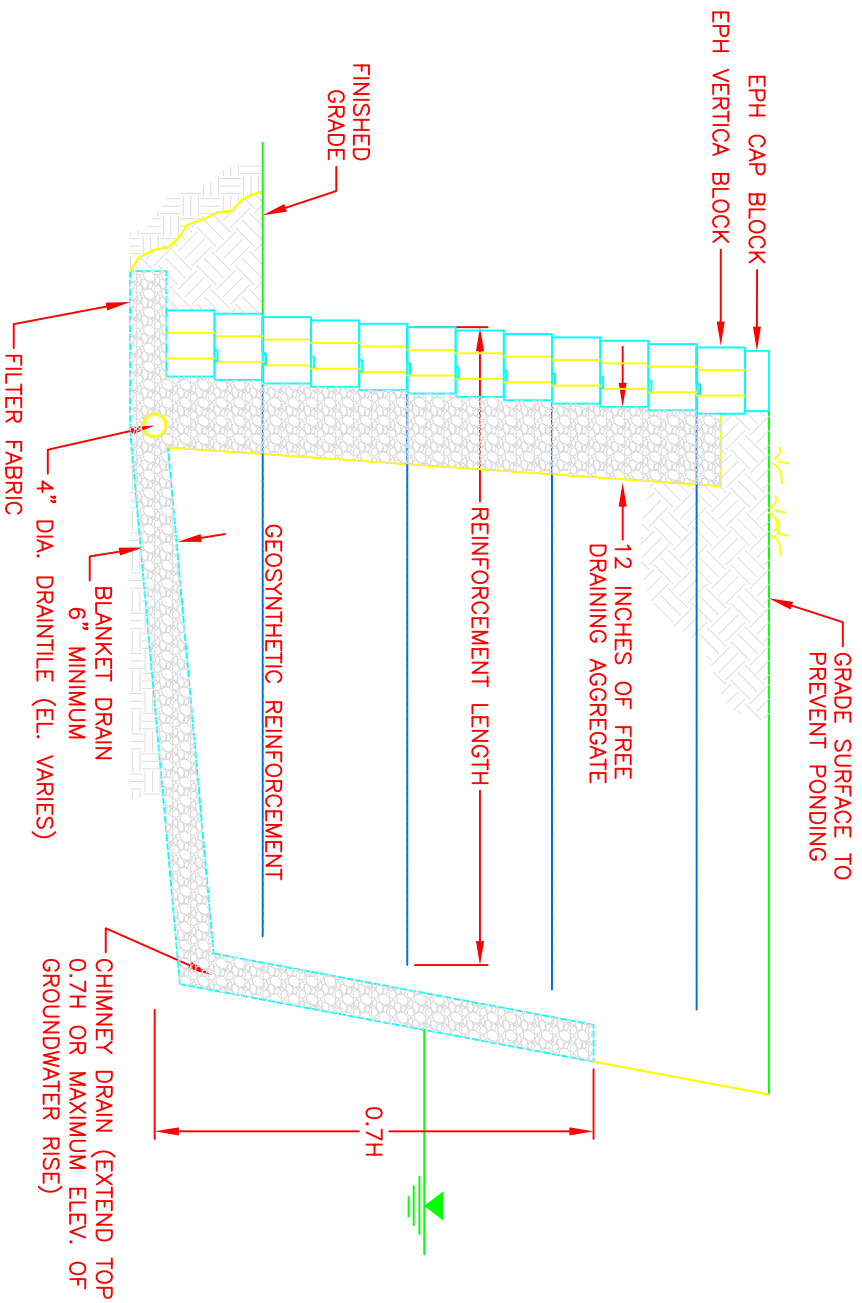 EPH CAP BLOCK
EPH VERTICA BLOCK
GRADE SURFACE TO
PREVENT PONDING
12 INCHES OF FREE
DRAINING AGGREGATE
REINFORCEMENT LENGTH
FINISHED
GRADE
GEOSYNTHETIC REINFORCEMENT
0.7H
BLANKET DRAIN
6" MINIMUM
4" DIA. DRAINTILE (EL. VARIES)
FILTER FABRIC
CHIMNEY DRAIN (EXTEND TOP
0.7H OR MAXIMUM ELEV. OF
GROUNDWATER RISE)